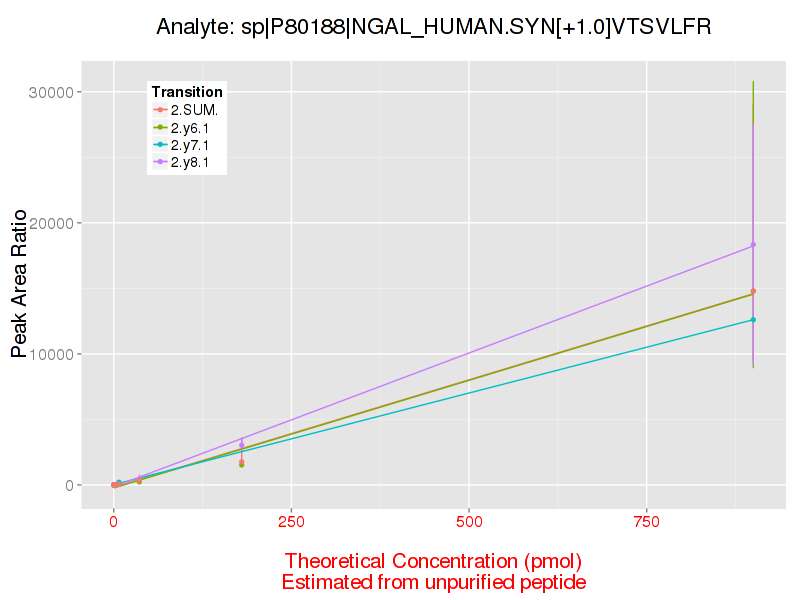 Analyte: sp|P80188|NGAL_HUMAN.SYN[+1.0]VTSVLFR
Peak Area Ratio
30000
20000
10000
0
Transition
2.SUM.
2.y6.1
2.y7.1
2.y8.1
0 250 500 750
Theoretical Concentration (pmol)
Estimated from unpurified peptide